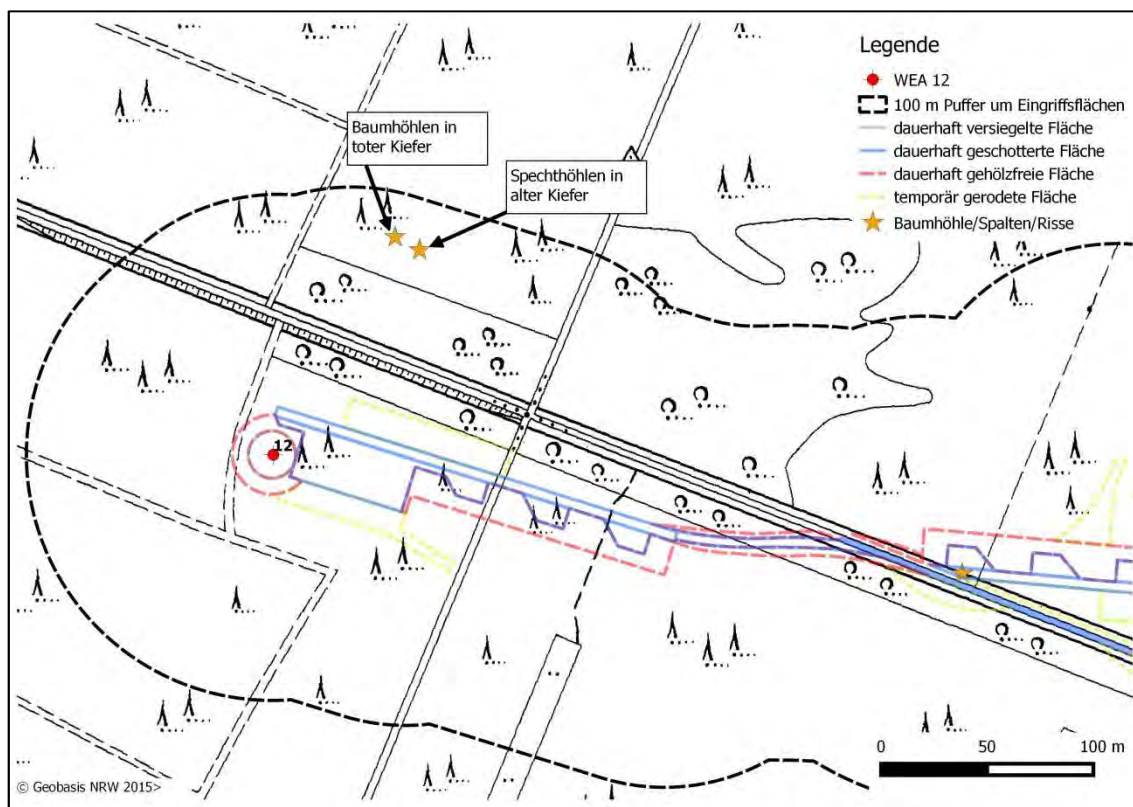 Baumhöhlen in
toter Kiefer
Spechthöhlen in
alter Kiefer
Legende
WEA 12
100 m Puffer um Eingriffsflächen
dauerhaft versiegelte Fläche
dauerhaft geschotterte Fläche
dauerhaft gehölzfreie Fläche
temporär gerodete Fläche
Baumhöhle/Spalten/Risse
12
0 50 100 m
© Geobasis NRW 2015>